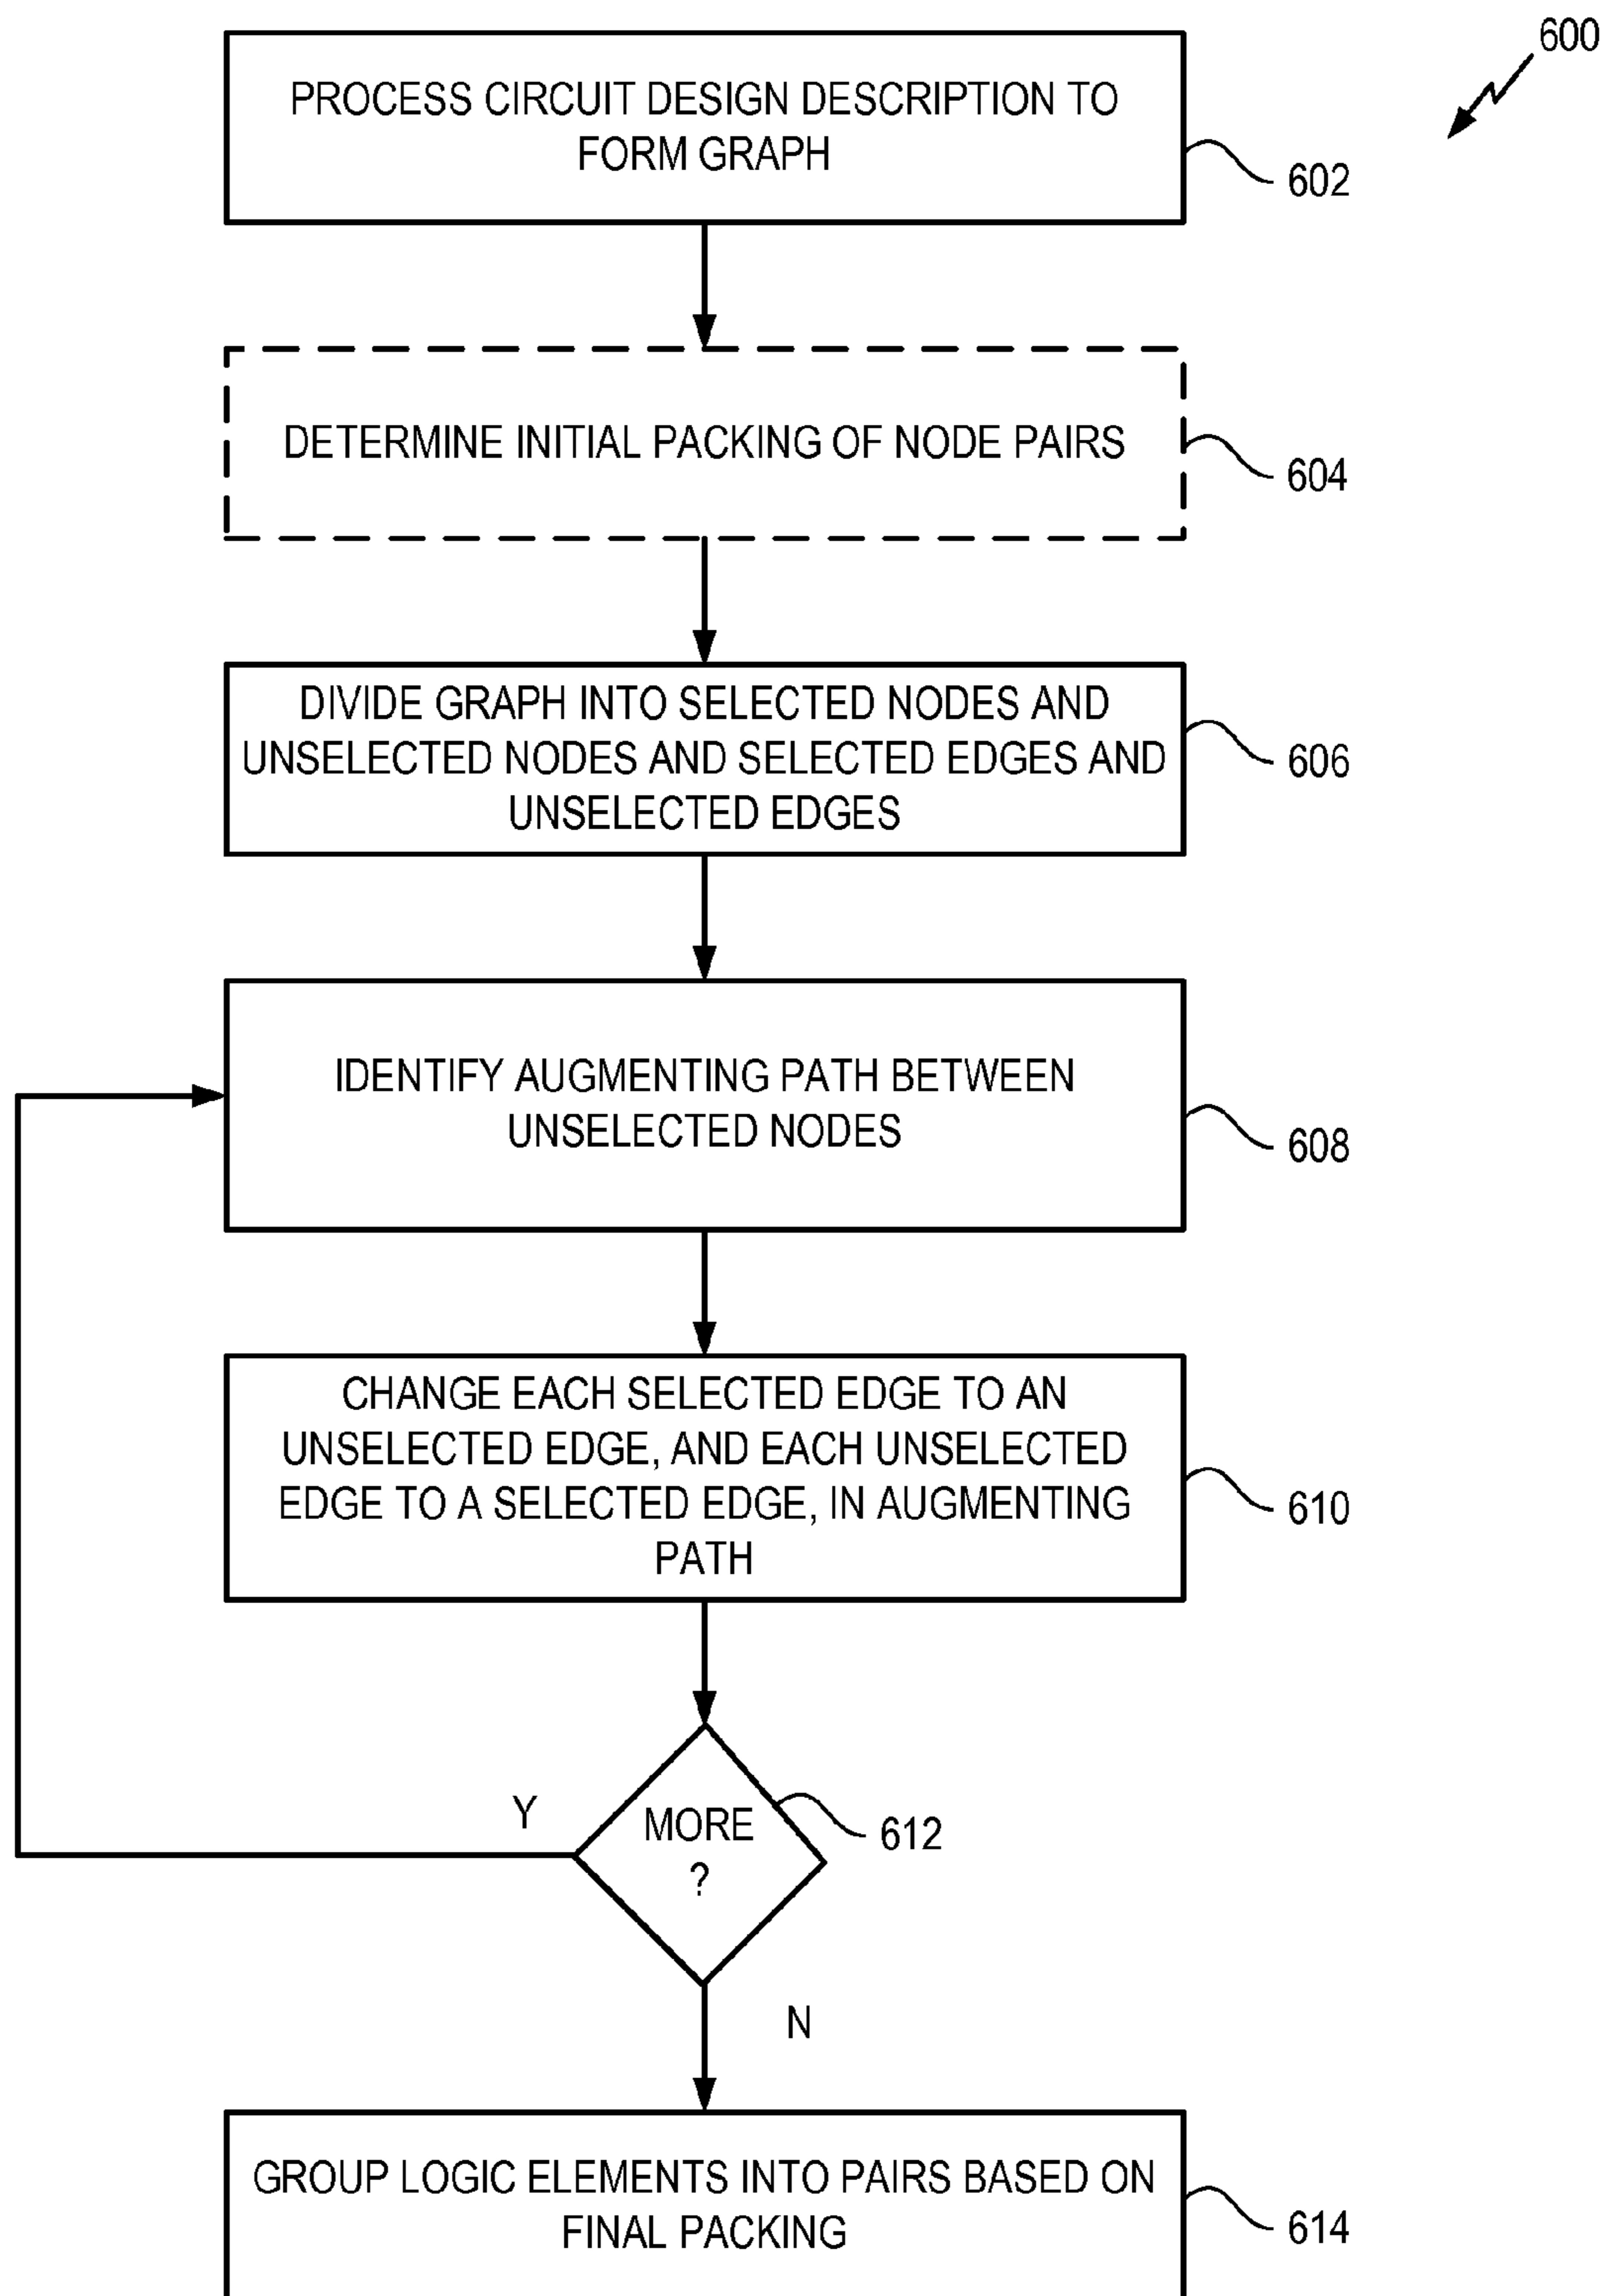 600
PROCESS CIRCUIT DESIGN DESCRIPTION TO
FORM GRAPH
602
DETERMINE INITIAL PACKING OF NODE PAIRS
604
DIVIDE GRAPH INTO SELECTED NODES AND
UNSELECTED NODES AND SELECTED EDGES AND
UNSELECTED EDGES
606
IDENTIFY AUGMENTING PATH BETWEEN
UNSELECTED NODES
608
CHANGE EACH SELECTED EDGE TO AN
UNSELECTED EDGE, AND EACH UNSELECTED
EDGE TO A SELECTED EDGE, IN AUGMENTING
PATH
610
Y
MORE
?
612
N
GROUP LOGIC ELEMENTS INTO PAIRS BASED ON
FINAL PACKING
614